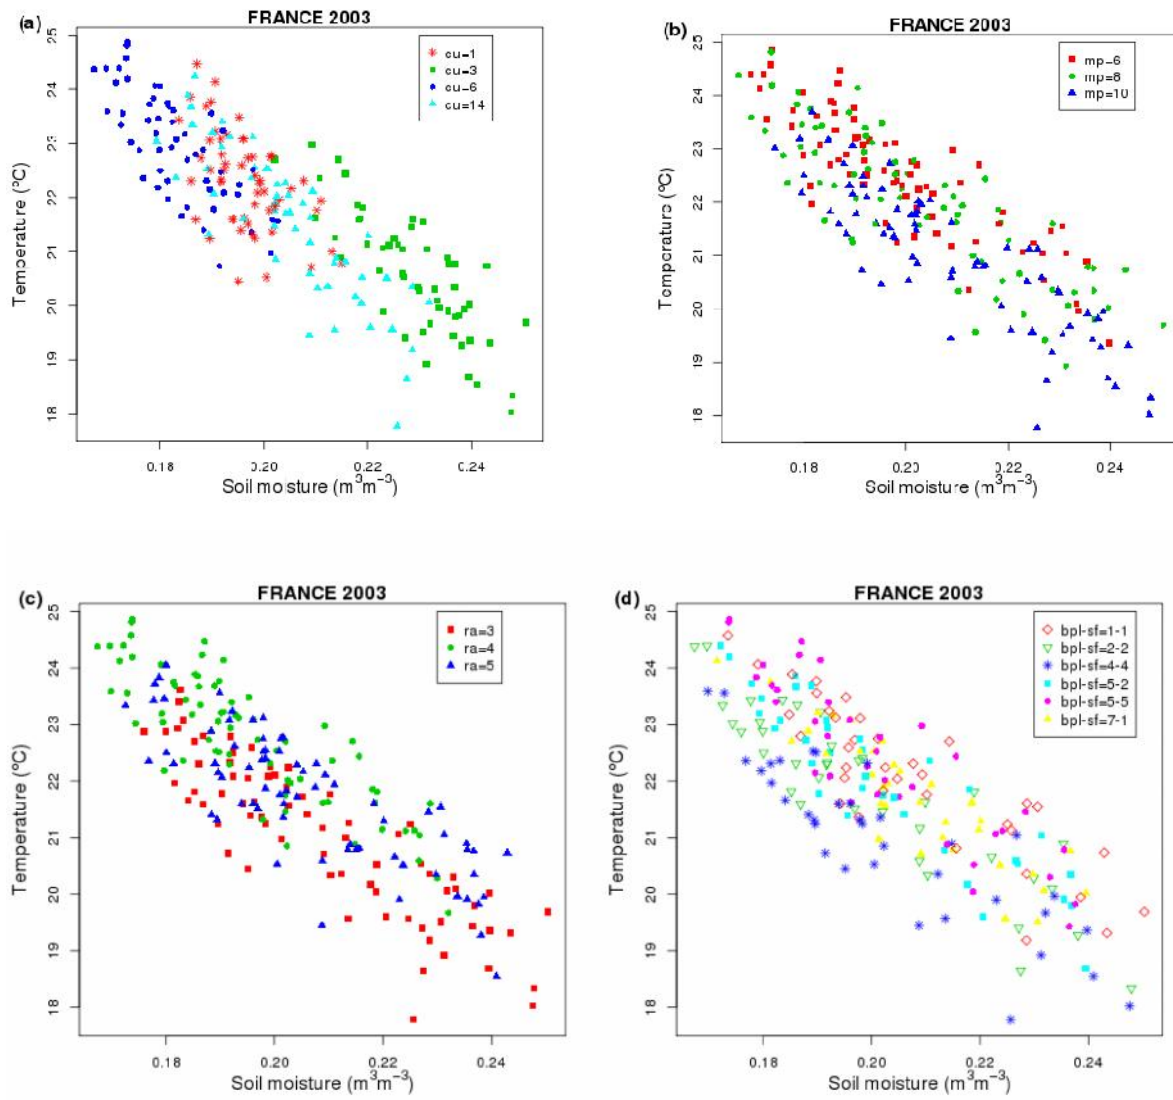 (a)
FRANCE 2003
cu=1
cu=3
cu=6
cu=14
Temperature (ºC)
25
24
23
22
21
20
19
18
0.18
0.20
0.22
0.24
Soil moisture (m³m⁻³)
(b)
FRANCE 2003
mp=6
mp=8
mp=10
Temperature (ºC)
25
24
23
22
21
20
19
18
0.18
0.20
0.22
0.24
Soil moisture (m³m⁻³)
(c)
FRANCE 2003
ra=3
ra=4
ra=5
Temperature (ºC)
25
24
23
22
21
20
19
18
0.18
0.20
0.22
0.24
Soil moisture (m³m⁻³)
(d)
FRANCE 2003
bpl-sf=1-1
bpl-sf=2-2
bpl-sf=4-4
bpl-sf=5-2
bpl-sf=5-5
bpl-sf=7-1
Temperature (ºC)
25
24
23
22
21
20
19
18
0.18
0.20
0.22
0.24
Soil moisture (m³m⁻³)